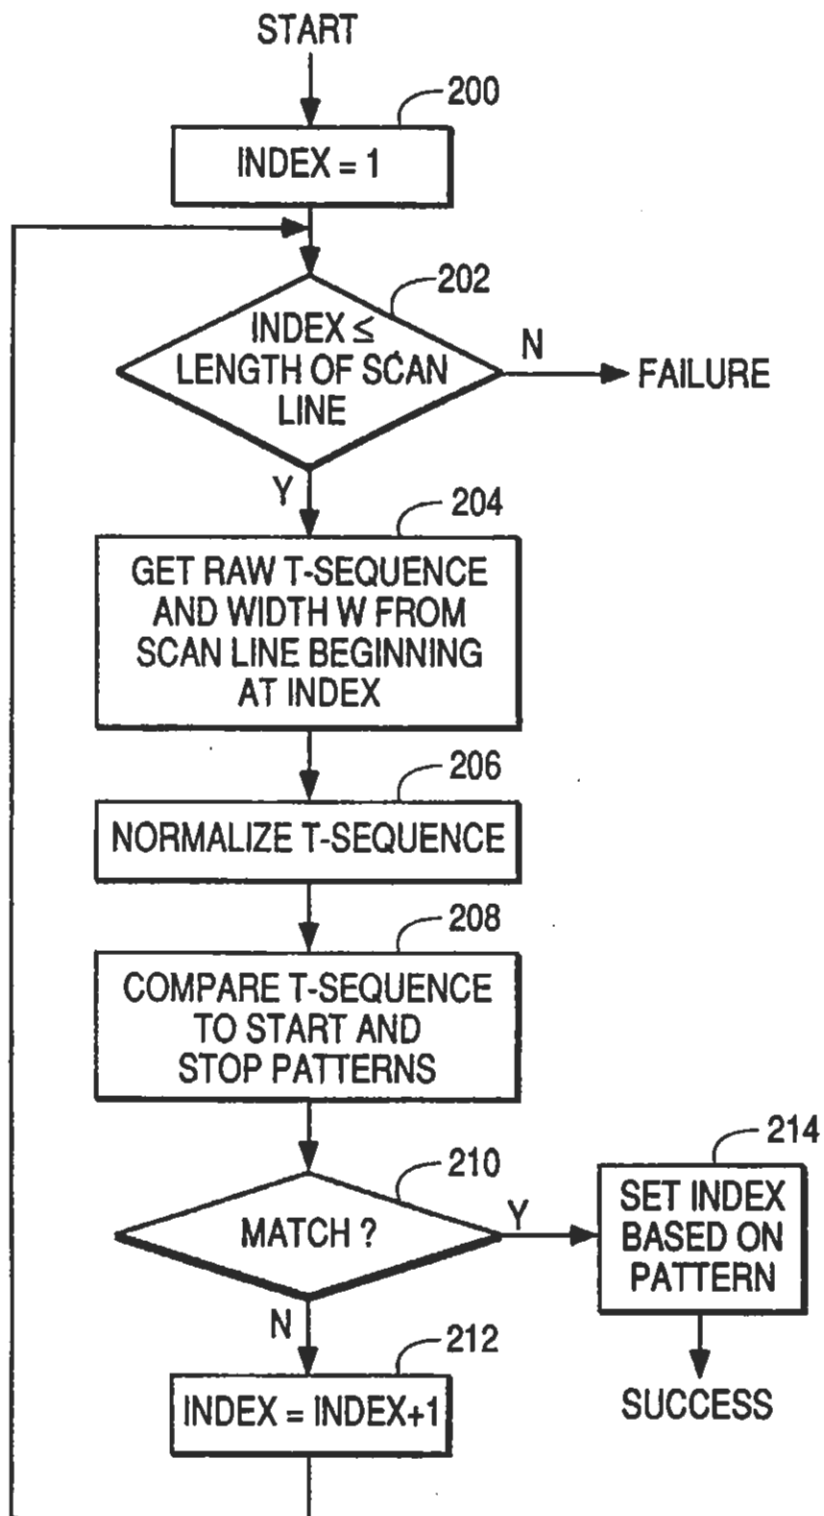 START
200
INDEX = 1
202
INDEX ≤
LENGTH OF SCAN
LINE
N
FAILURE
Y
204
GET RAW T-SEQUENCE
AND WIDTH W FROM
SCAN LINE BEGINNING
AT INDEX
206
NORMALIZE T-SEQUENCE
208
COMPARE T-SEQUENCE
TO START AND
STOP PATTERNS
210
MATCH ?
Y
214
SET INDEX
BASED ON
PATTERN
SUCCESS
N
212
INDEX = INDEX+1